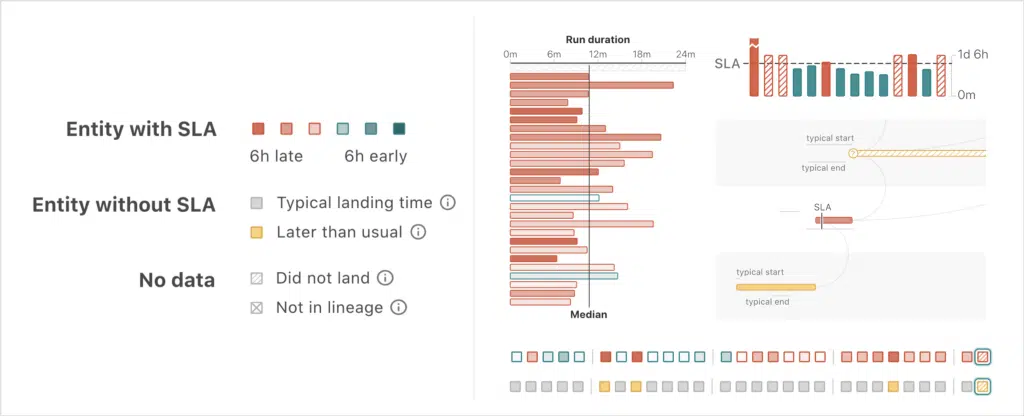 Entity with SLA
6h late
6h early
Entity without SLA
Typical landing time
Later than usual
No data
Did not land
Not in lineage
Run duration
0m 6m 12m 18m 24m
Median
SLA
1d 6h
0m
typical start
?
typical end
SLA
typical start
typical end